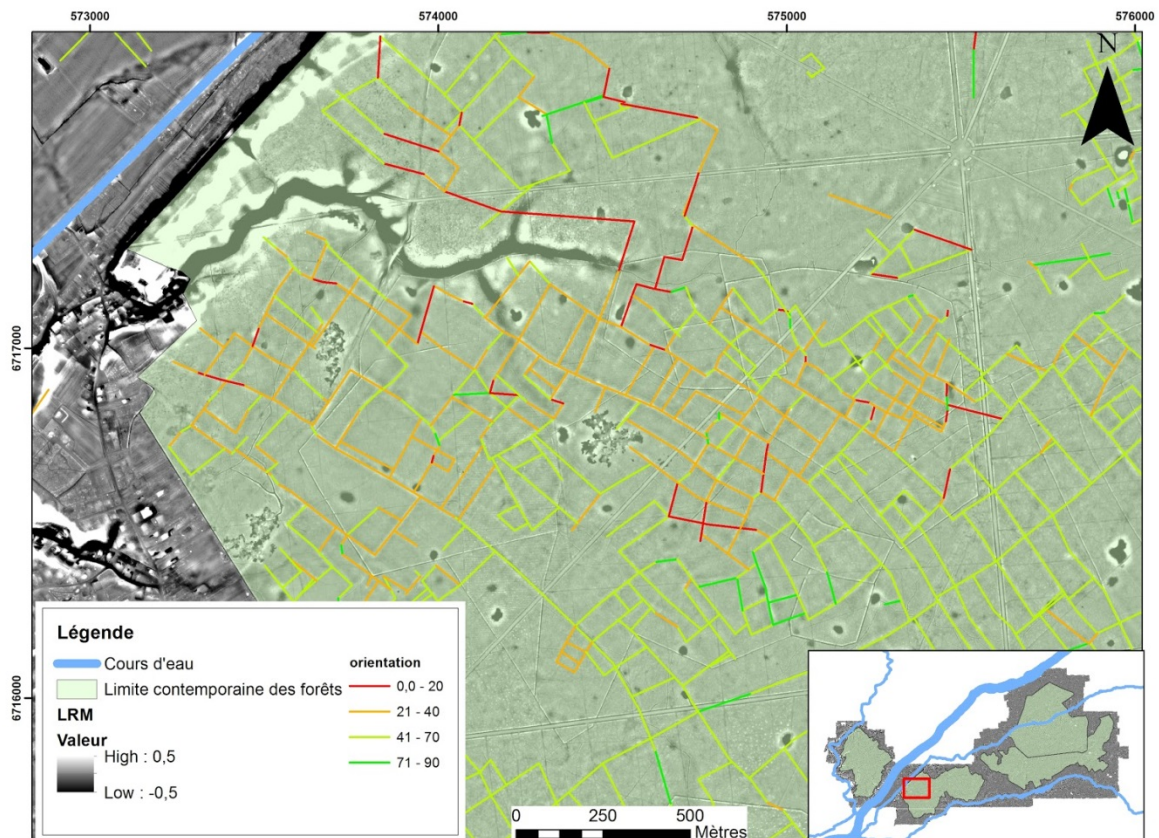 573000 574000 575000 576000
N
6717000
6716000
Légende
Cours d'eau
Limite contemporaine des forêts
LRM
Valeur
High : 0,5
Low : -0,5
orientation
0,0 - 20
21 - 40
41 - 70
71 - 90
0 250 500
Mètres